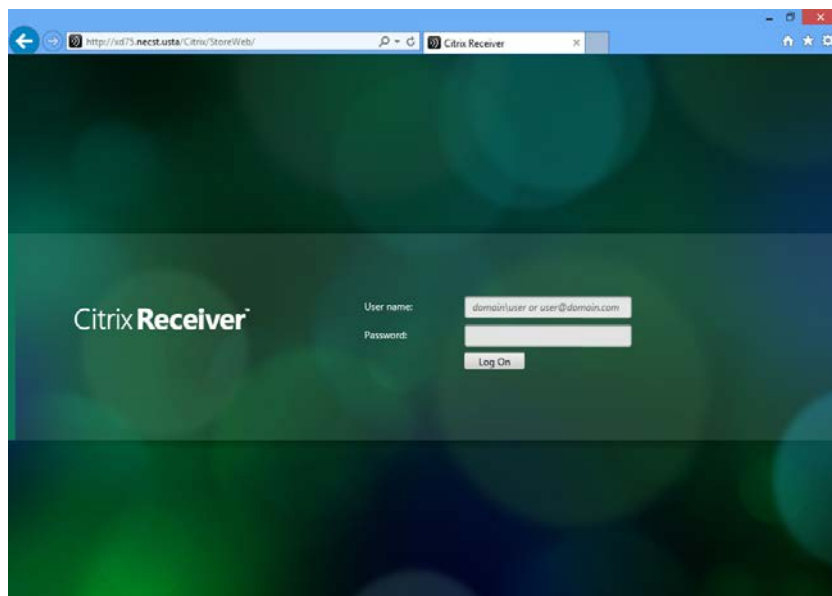 http://xd75.necst.usta/Citrix/StoreWeb/
Citrix Receiver
User name:
domain\user or user@domain.com
Citrix Receiver™
Password:
Log On